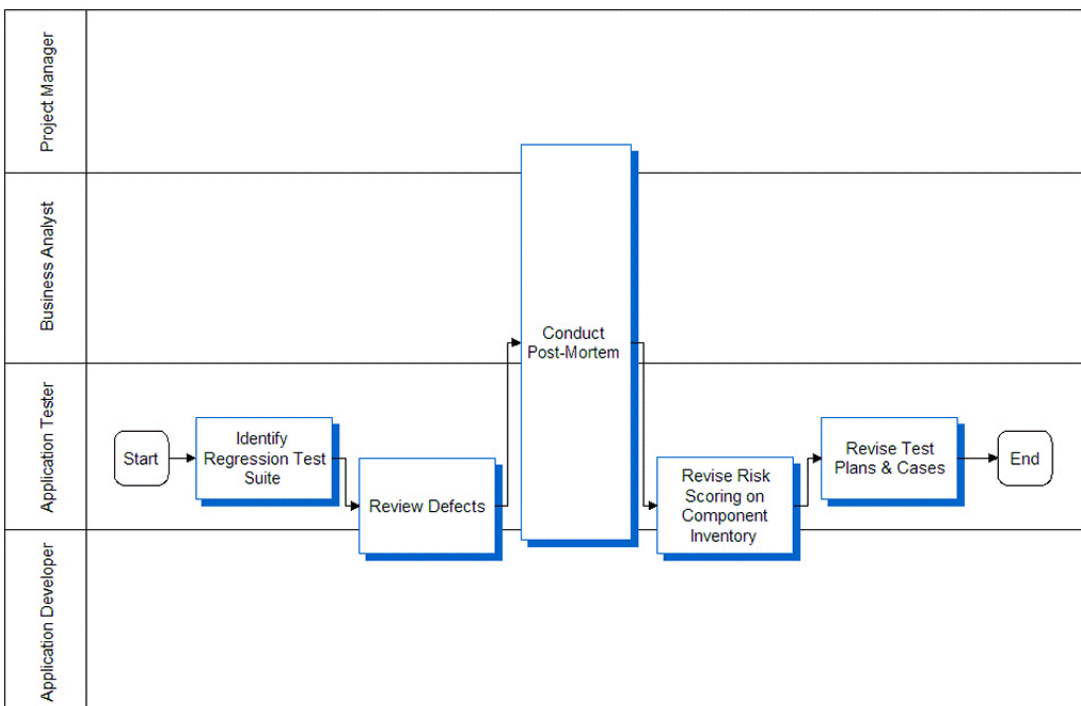 Project Manager
Business Analyst
Application Tester
Application Developer
Start
Identify
Regression Test
Suite
Review Defects
Conduct
Post-Mortem
Revise Risk
Scoring on
Component
Inventory
Revise Test
Plans & Cases
End